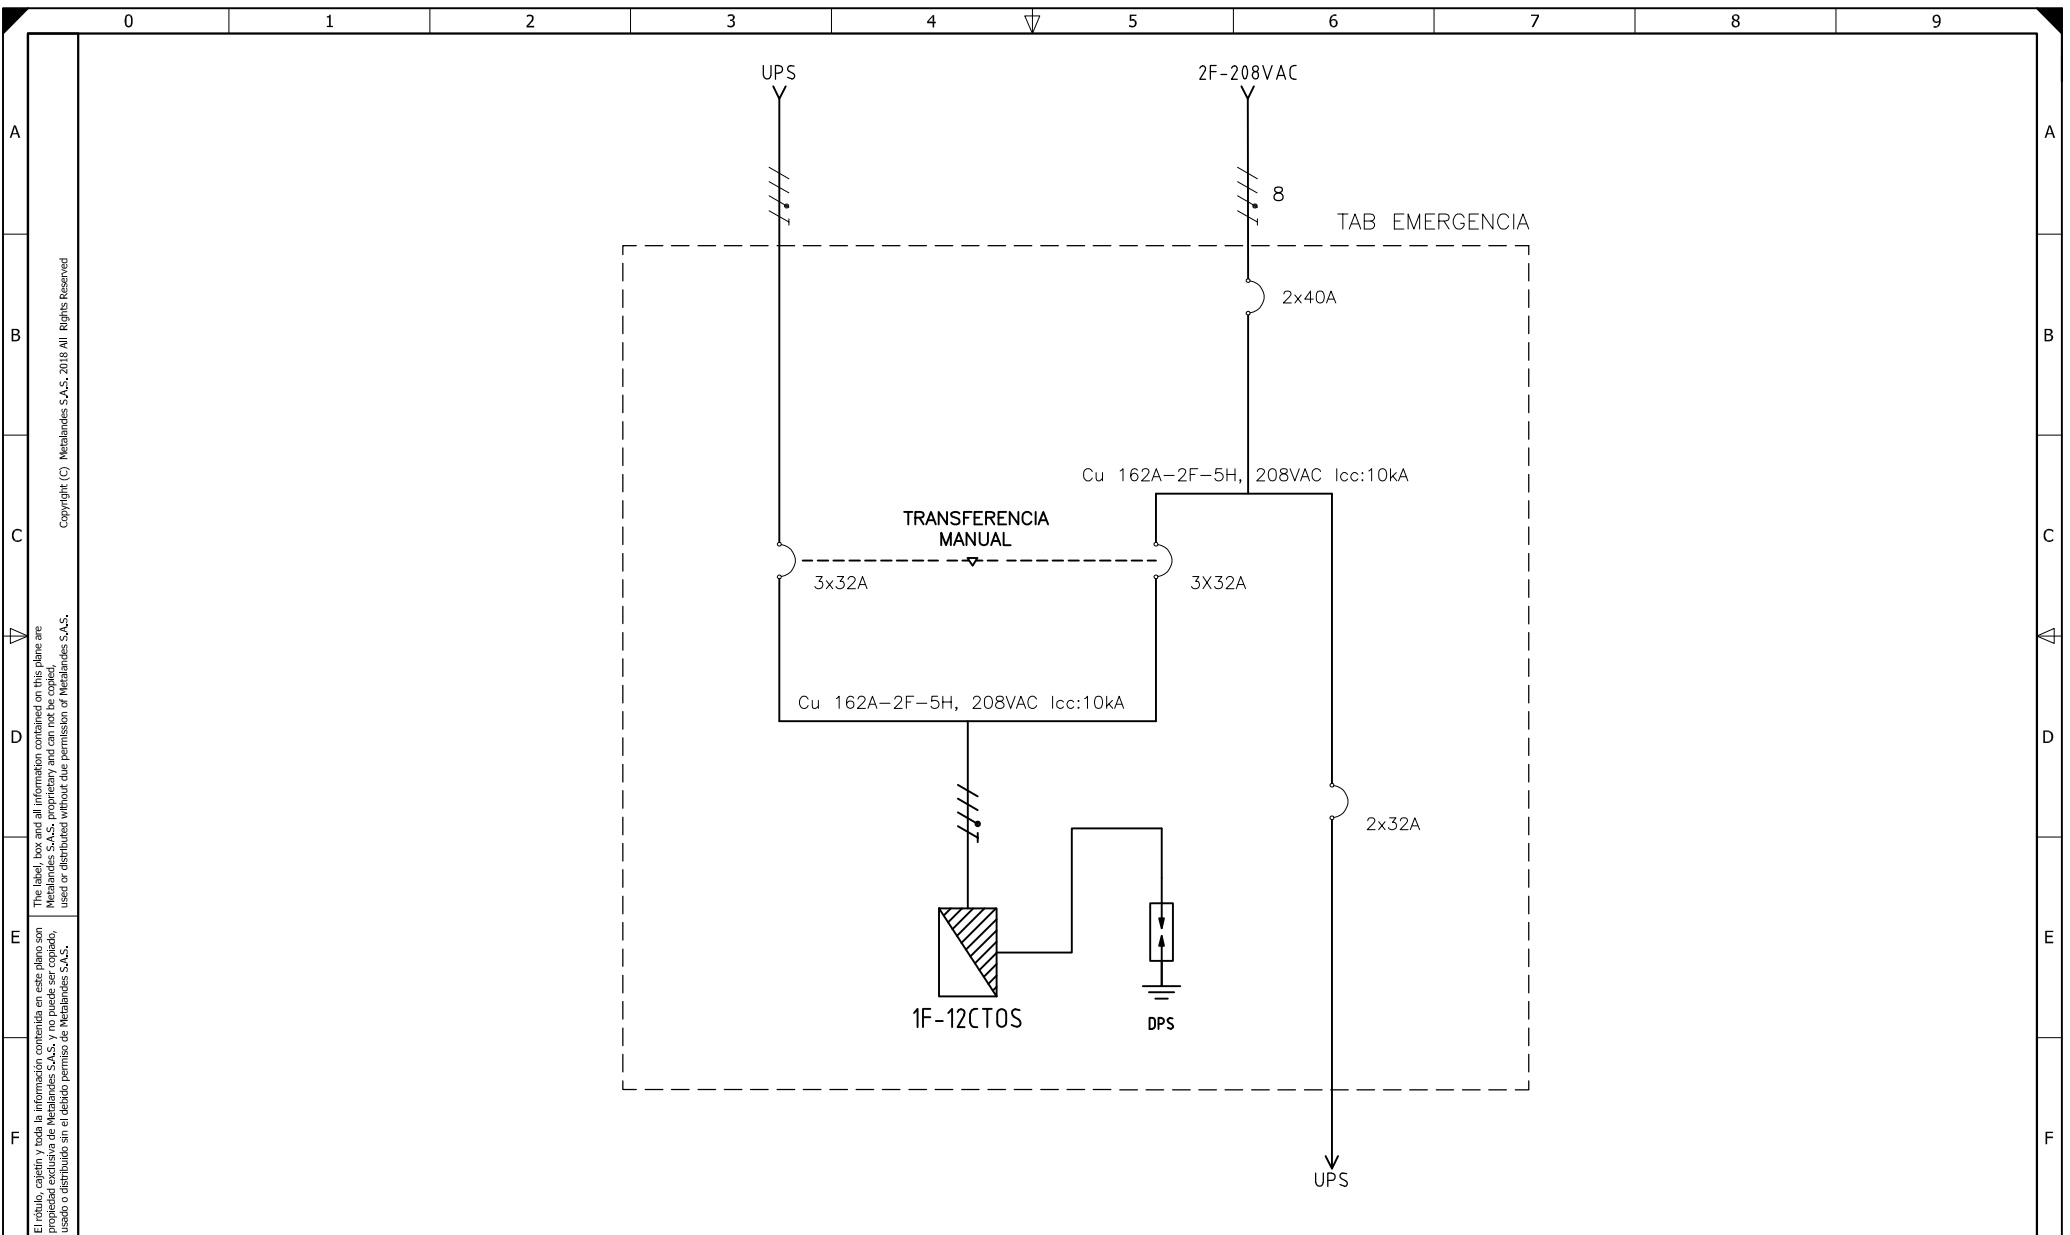 0 1 2 3 4 5 6 7 8 9
UPS
2F-208VAC
A
A
8
TAB EMERGENCIA
2x40A
B
B
Cu 162A-2F-5H, 208VAC Icc:10kA
TRANSFERENCIA
MANUAL
C
C
3x32A
3X32A
Cu 162A-2F-5H, 208VAC Icc:10kA
D
D
2x32A
E
E
1F-12CTOS
DPS
F
F
UPS
Copyright (C) Metalandes S.A.S. 2018 All Rights Reserved
The label, box and all information contained on this plane are
Metalandes S.A.S. proprietary and can not be copied,
used or distributed without due permission of Metalandes S.A.S.
El rótulo, cajetín y toda la información contenida en este plano son
propiedad exclusiva de Metalandes S.A.S. y no puede ser copiado,
usado o distribuido sin el debido permiso de Metalandes S.A.S.